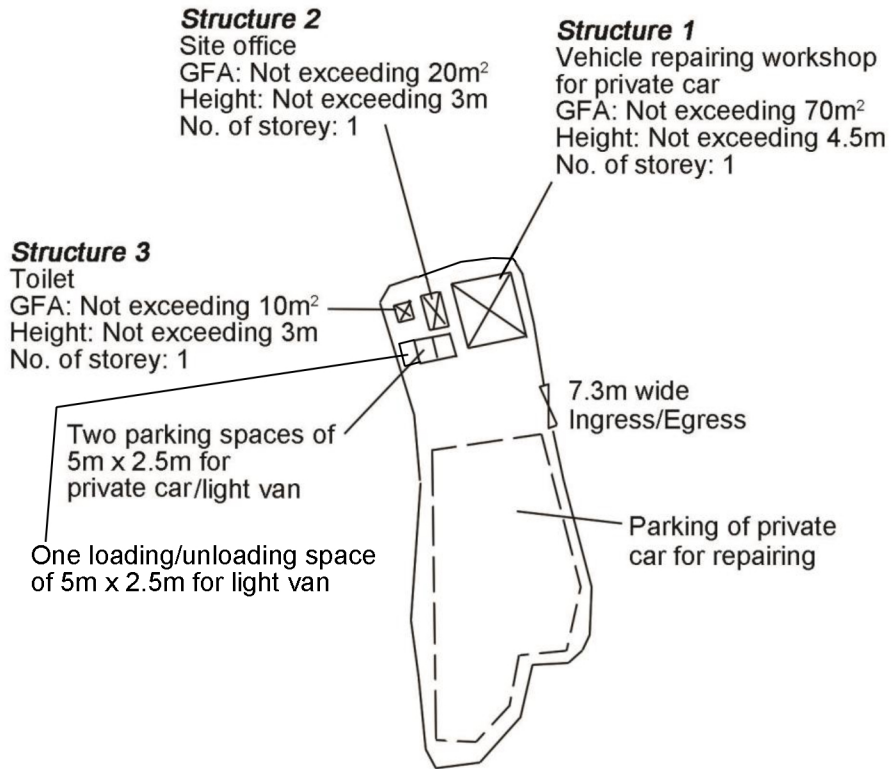 Structure 2
Site office
GFA: Not exceeding 20m²
Height: Not exceeding 3m
No. of storey: 1
Structure 1
Vehicle repairing workshop
for private car
GFA: Not exceeding 70m²
Height: Not exceeding 4.5m
No. of storey: 1
Structure 3
Toilet
GFA: Not exceeding 10m²
Height: Not exceeding 3m
No. of storey: 1
7.3m wide
Ingress/Egress
Two parking spaces of
5m x 2.5m for
private car/light van
One loading/unloading space
of 5m x 2.5m for light van
Parking of private
car for repairing